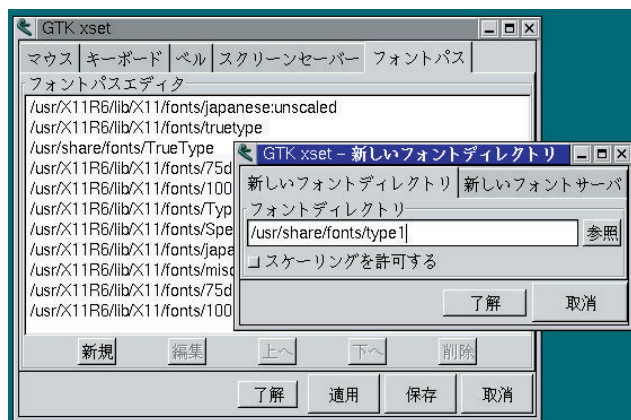 GTK xset
マウス キーボード ベル スクリーンセーバー フォントパス
フォントパスエディタ
/usr/X11R6/lib/X11/fonts/japanese:unscaled
/usr/X11R6/lib/X11/fonts/truetype
/usr/share/fonts/TrueType
/usr/X11R6/lib/X11/fonts/75d
/usr/X11R6/lib/X11/fonts/100
/usr/X11R6/lib/X11/fonts/Typ
/usr/X11R6/lib/X11/fonts/Spe
/usr/X11R6/lib/X11/fonts/japa
/usr/X11R6/lib/X11/fonts/misc
/usr/X11R6/lib/X11/fonts/75d
/usr/X11R6/lib/X11/fonts/100
新規 編集 上へ 下へ 削除
了解 適用 保存 取消
GTK xset – 新しいフォントディレクトリ
新しいフォントディレクトリ 新しいフォントサーバ
フォントディレクトリ
/usr/share/fonts/type1 参照
スケーリングを許可する
了解 取消